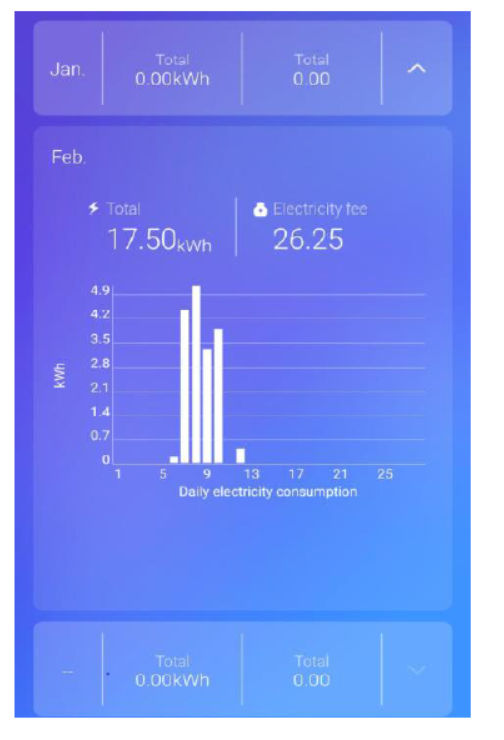 Jan.
Total
0.00kWh
Total
0.00
Feb.
Total
17.50kWh
Electricity fee
26.25
4.9
4.2
3.5
2.8
2.1
1.4
0.7
0
kWh
1 5 9 13 17 21 25
Daily electricity consumption
--
Total
0.00kWh
Total
0.00